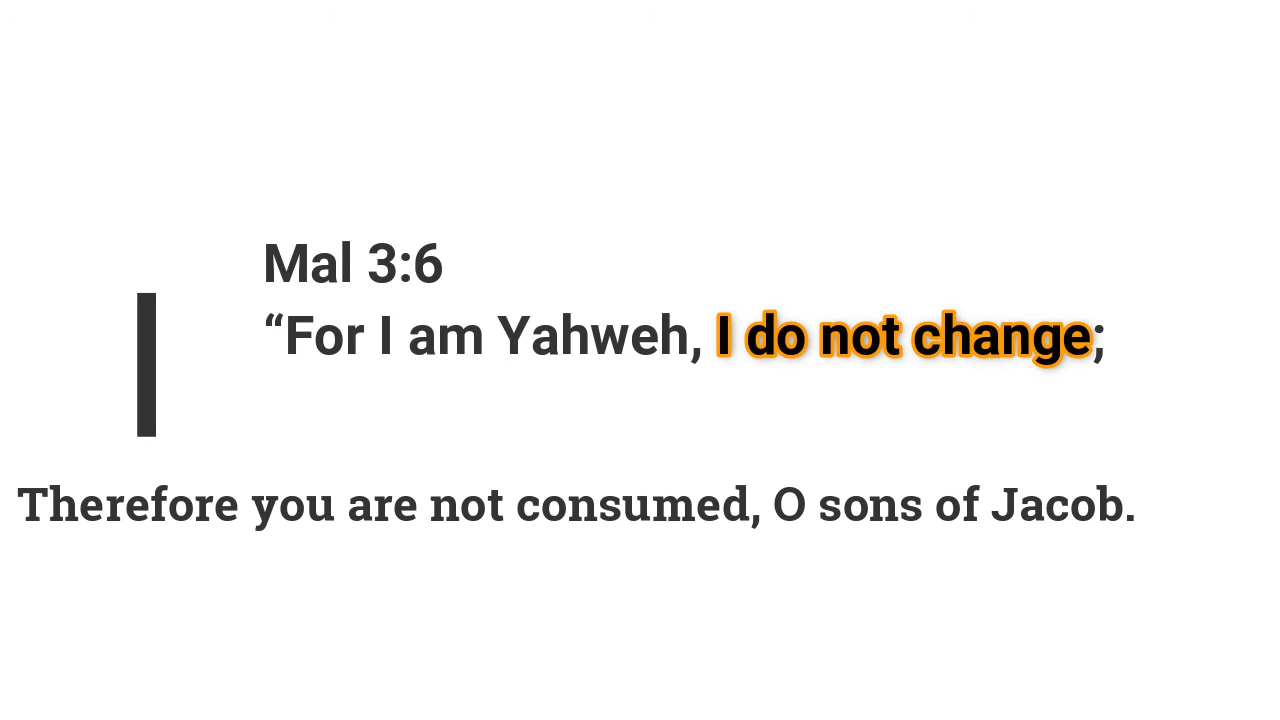 Mal 3:6
“For I am Yahweh, I do not change;
Therefore you are not consumed, O sons of Jacob.